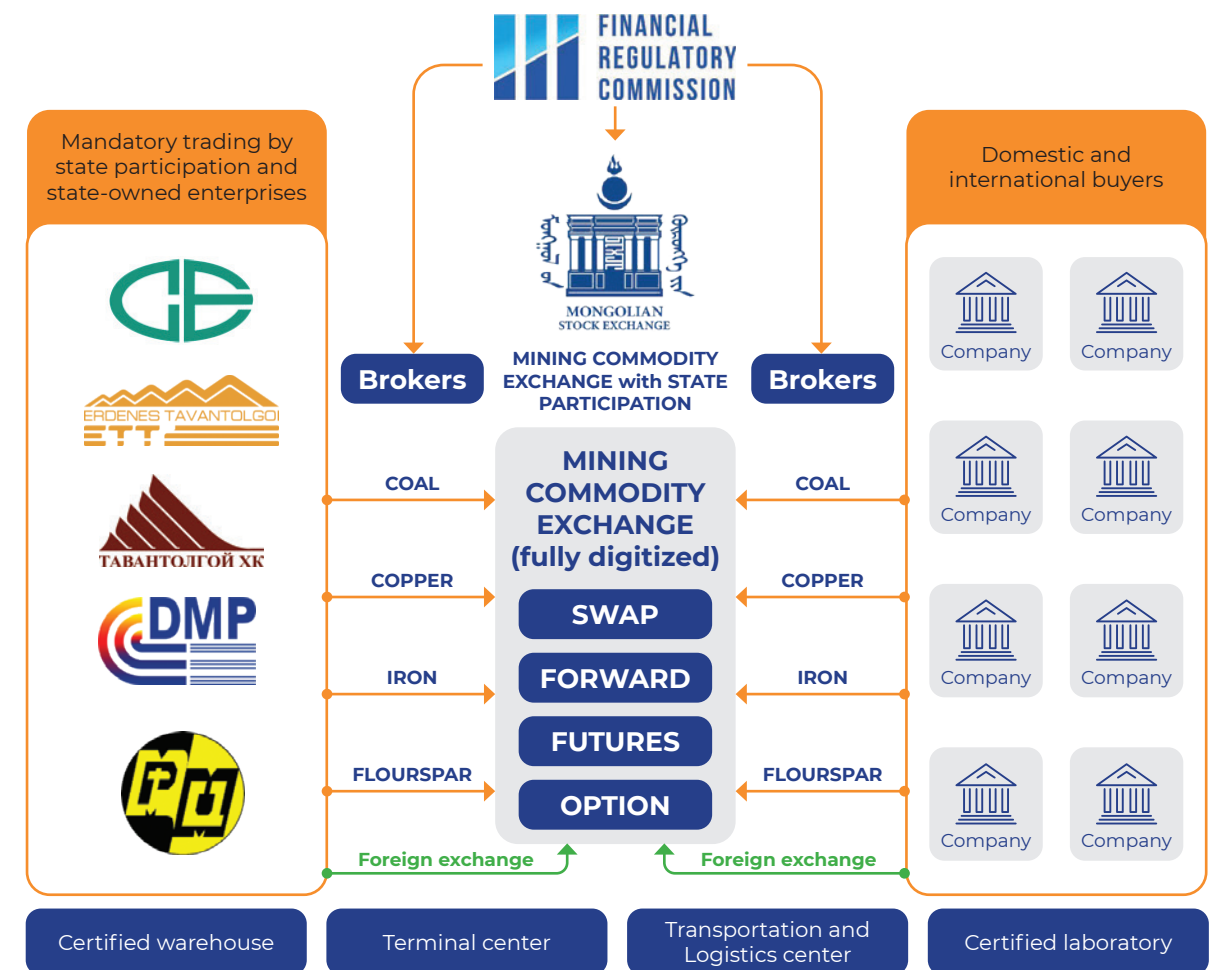 FINANCIAL
REGULATORY
COMMISSION
Mandatory trading by
state participation and
state-owned enterprises
Domestic and
international buyers
MONGOLIAN
STOCK EXCHANGE
Brokers
MINING COMMODITY
EXCHANGE with STATE
PARTICIPATION
Brokers
ERDENES TAVANTOLGOI
ETT
ТАВАНТОЛГОЙ ХК
DMP
COAL
COPPER
IRON
FLOURSPAR
Foreign exchange
MINING
COMMODITY
EXCHANGE
(fully digitized)
SWAP
FORWARD
FUTURES
OPTION
COAL
COPPER
IRON
FLOURSPAR
Foreign exchange
Company
Company
Company
Company
Company
Company
Company
Company
Certified warehouse
Terminal center
Transportation and
Logistics center
Certified laboratory